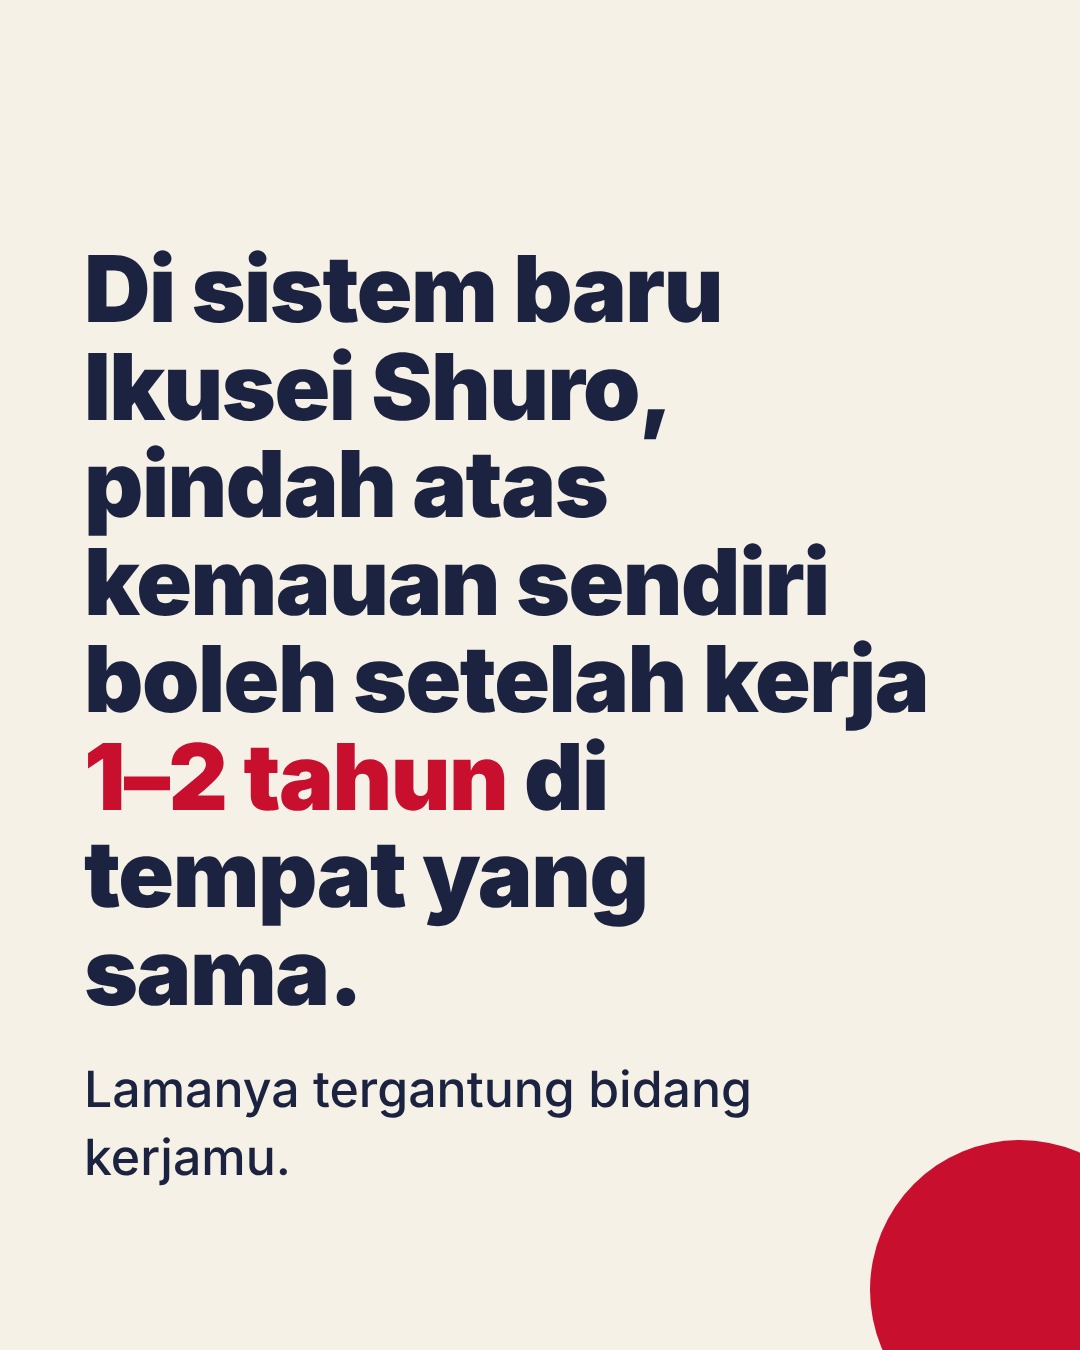 Di sistem baru
Ikusei Shuro,
pindah atas
kemauan sendiri
boleh setelah kerja
1–2 tahun di
tempat yang
sama.
Lamanya tergantung bidang
kerjamu.